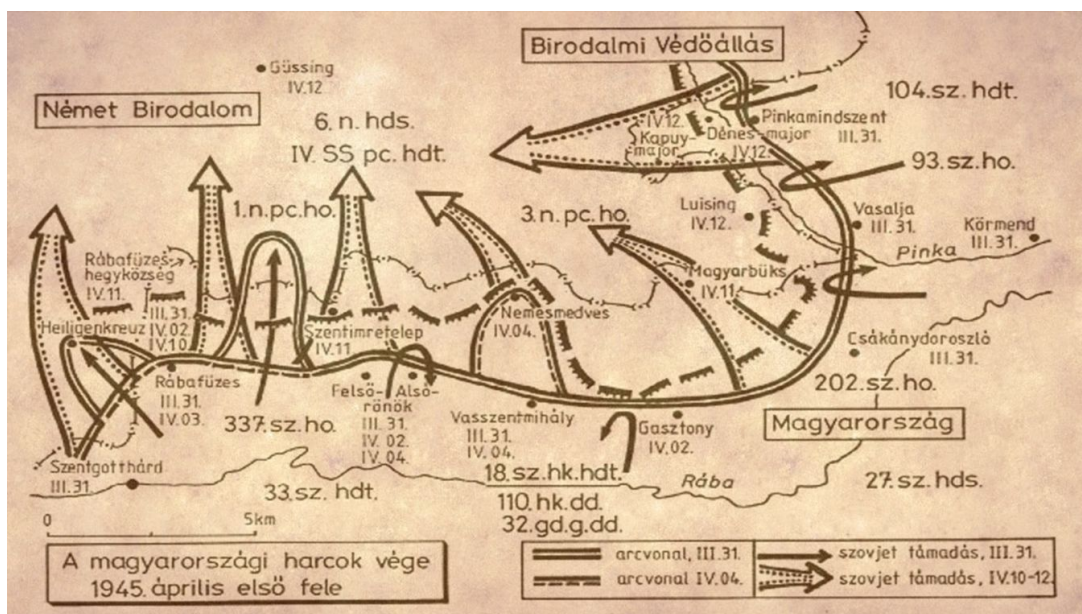 Birodalmi Védőállás
Güssing
IV.12
Német Birodalom
104.sz. hdt.
6. n. hds.
IV. SS pc. hdt.
IV.12.
Kapuy-
major
Dénes-major
IV.12.
Pinkamindszent
III.31.
93.sz.ho.
1.n.pc.ho.
3.n.pc.ho.
Luising
IV.12.
Vasalja
III.31.
Körmend
III.31.
Pinka
Rábafüzes-
hegyközség
IV.11.
III.31.
IV.02.
IV.10.
Heiligenkreuz
Magyarbüks
IV.11.
Nemesmedves
IV.04.
Szentimretelep
IV.11
Csákánydoroszló
III.31.
Rábafüzes
III.31.
IV.03.
Felső-
Alsó-
rönök
III.31.
IV.02.
IV.04.
202.sz.ho.
337.sz.ho.
Vasszentmihály
III.31.
IV.04.
Gasztony
IV.02.
Magyarország
Szentgotthárd
III.31.
18.sz.hk.hdt.
Rába
27.sz.hds.
33.sz. hdt.
110.hk.dd.
32.gd.g.dd.
0
5km
A magyarországi harcok vége
1945. április első fele
arcvonal, III.31.
arcvonal IV.04.
szovjet támadás, III.31.
szovjet támadás, IV.10-12.